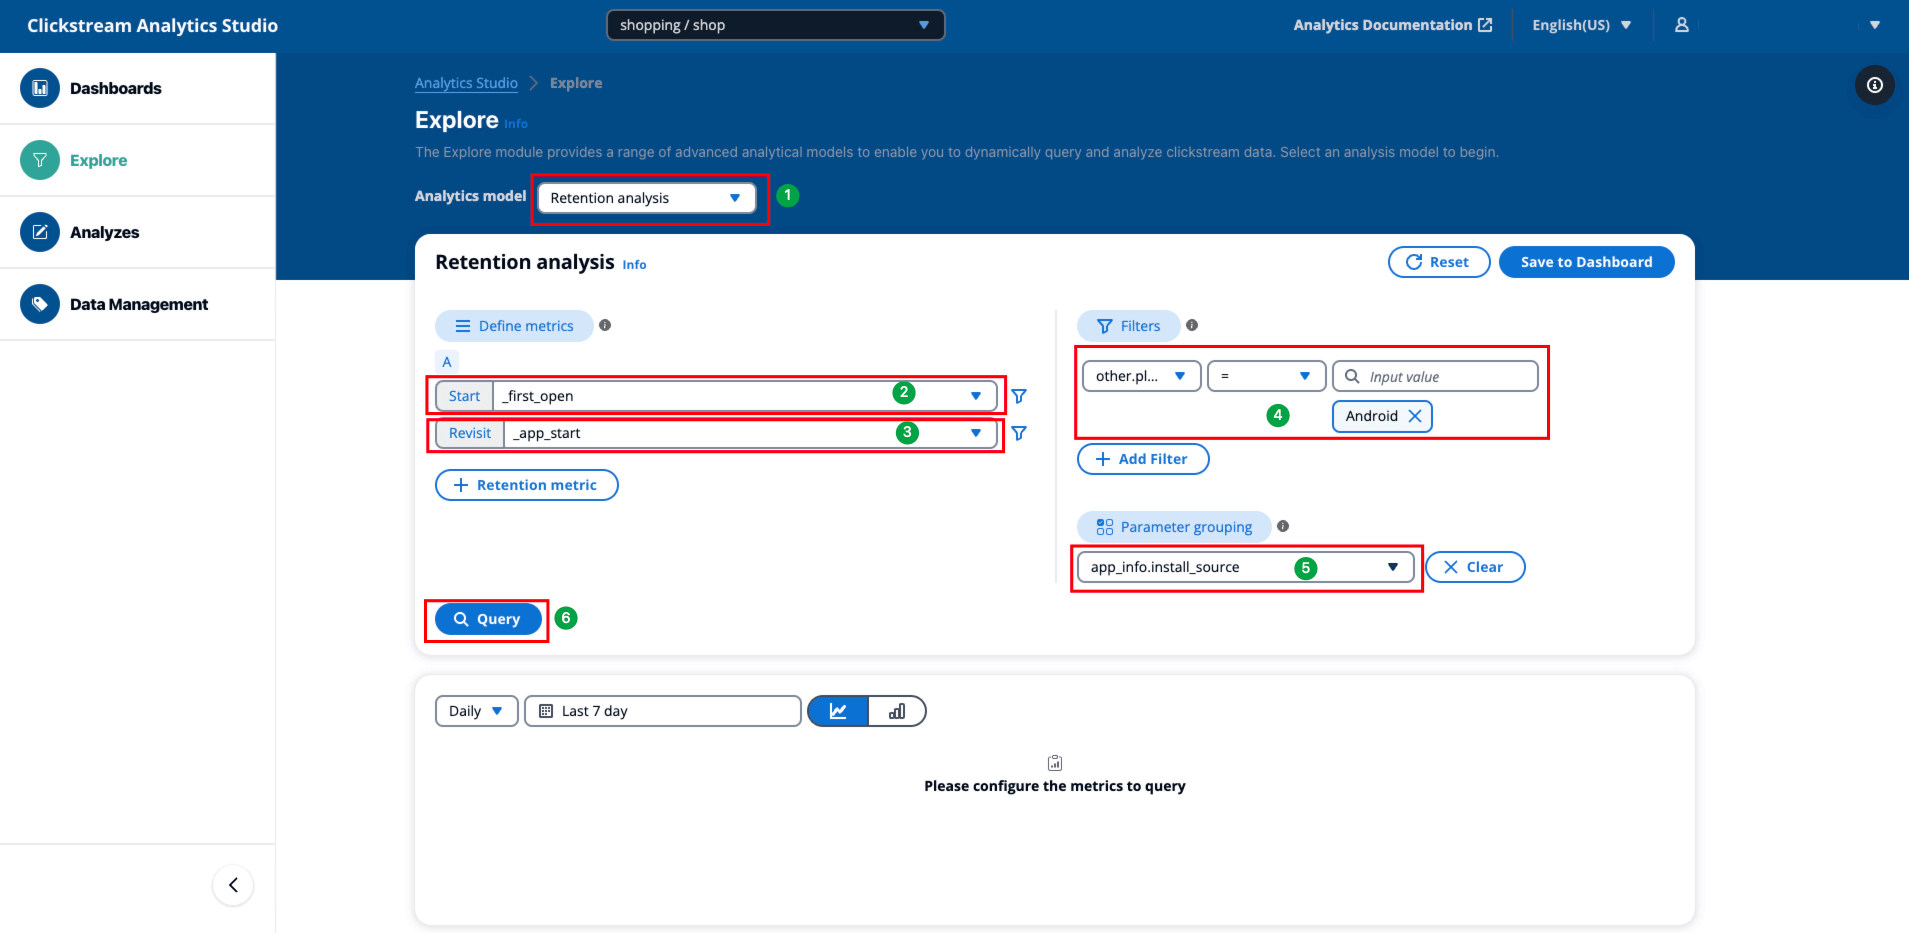 Clickstream Analytics Studio
shopping / shop
Analytics Documentation
English(US)
Dashboards
Explore
Analyzes
Data Management
Analytics Studio
Explore
Explore Info
The Explore module provides a range of advanced analytical models to enable you to dynamically query and analyze clickstream data. Select an analysis model to begin.
Analytics model
Retention analysis
1
Retention analysis Info
Reset
Save to Dashboard
Define metrics
A
Start
_first_open
2
Revisit
_app_start
3
Retention metric
Filters
other.pl...
=
Input value
4
Android
Add Filter
Parameter grouping
app_info.install_source
5
Clear
Query
6
Daily
Last 7 day
Please configure the metrics to query